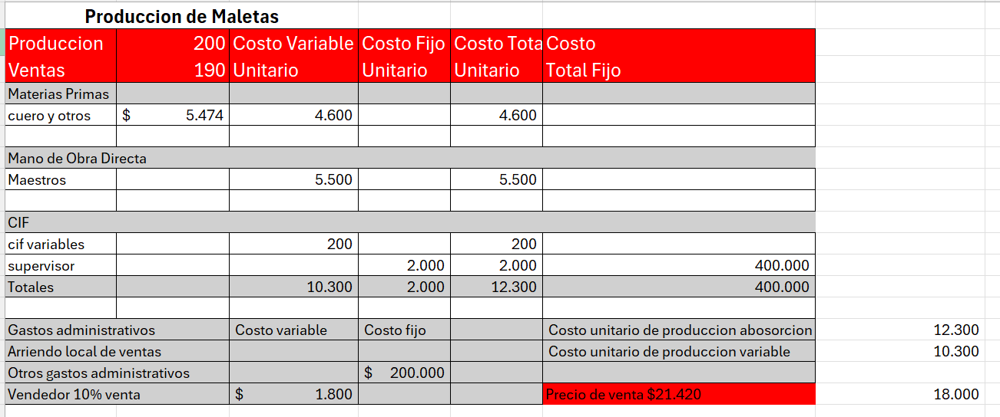 Produccion de Maletas
Produccion 200 Costo Variable Costo Fijo Costo Tota Costo
Ventas 190 Unitario Unitario Unitario Total Fijo
Materias Primas
cuero y otros $ 5.474 4.600 4.600
Mano de Obra Directa
Maestros 5.500 5.500
CIF
cif variables 200 200
supervisor 2.000 2.000 400.000
Totales 10.300 2.000 12.300 400.000
Gastos administrativos Costo variable Costo fijo Costo unitario de produccion abosorcion 12.300
Arriendo local de ventas Costo unitario de produccion variable 10.300
Otros gastos administrativos $ 200.000
Vendedor 10% venta $ 1.800 Precio de venta $21.420 18.000